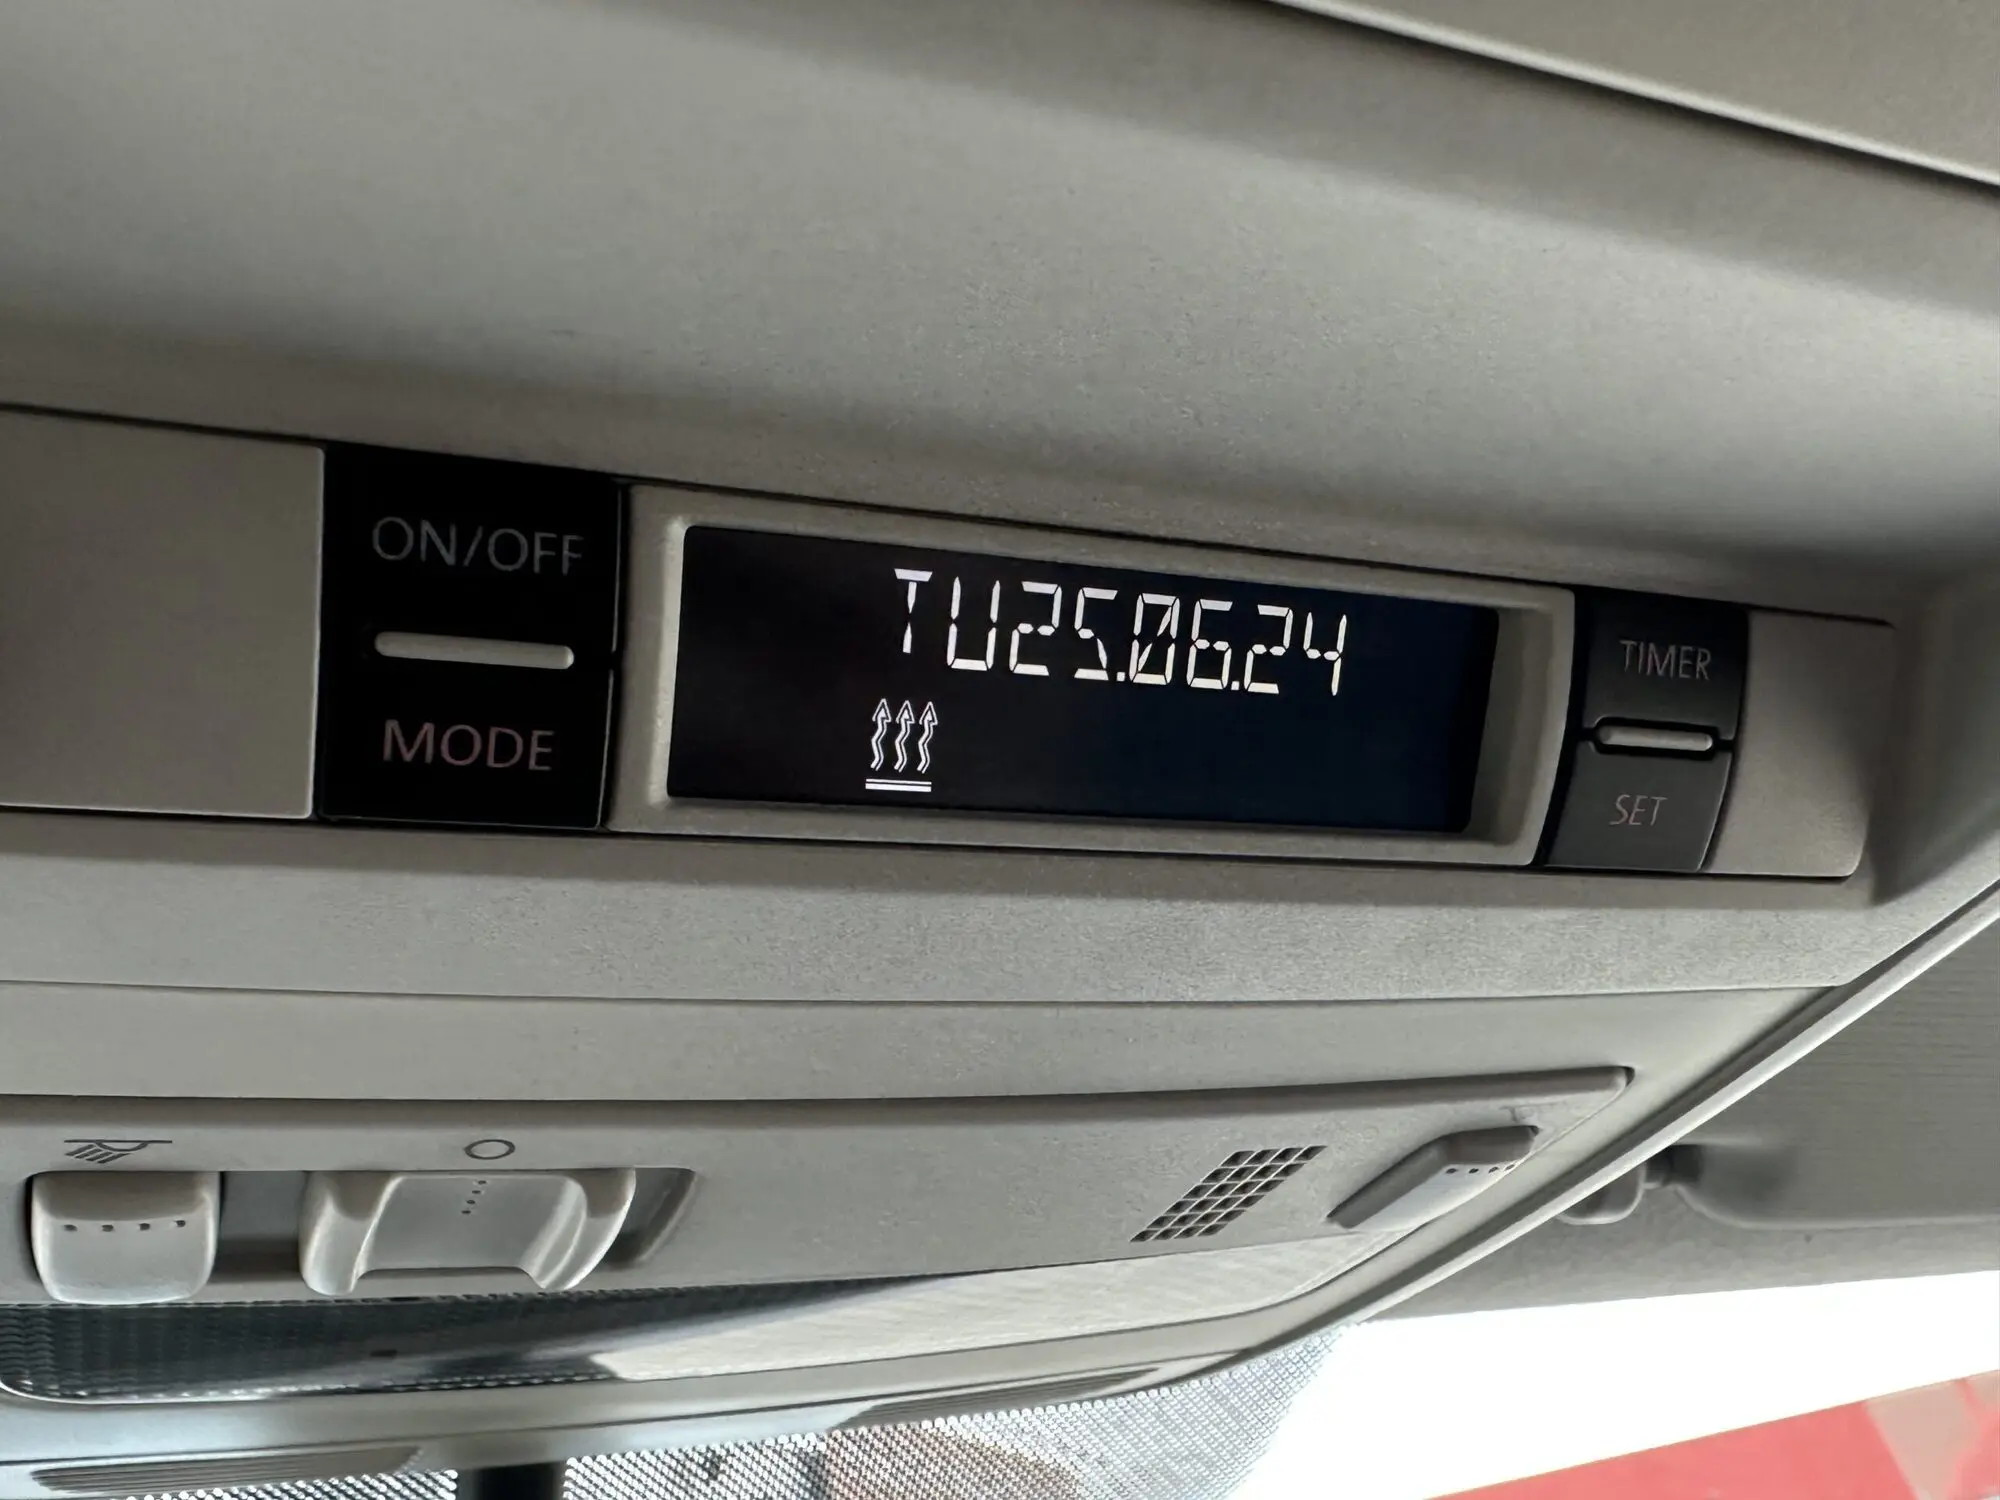 ON/OFF
MODE
TU25.06.24
TIMER
SET